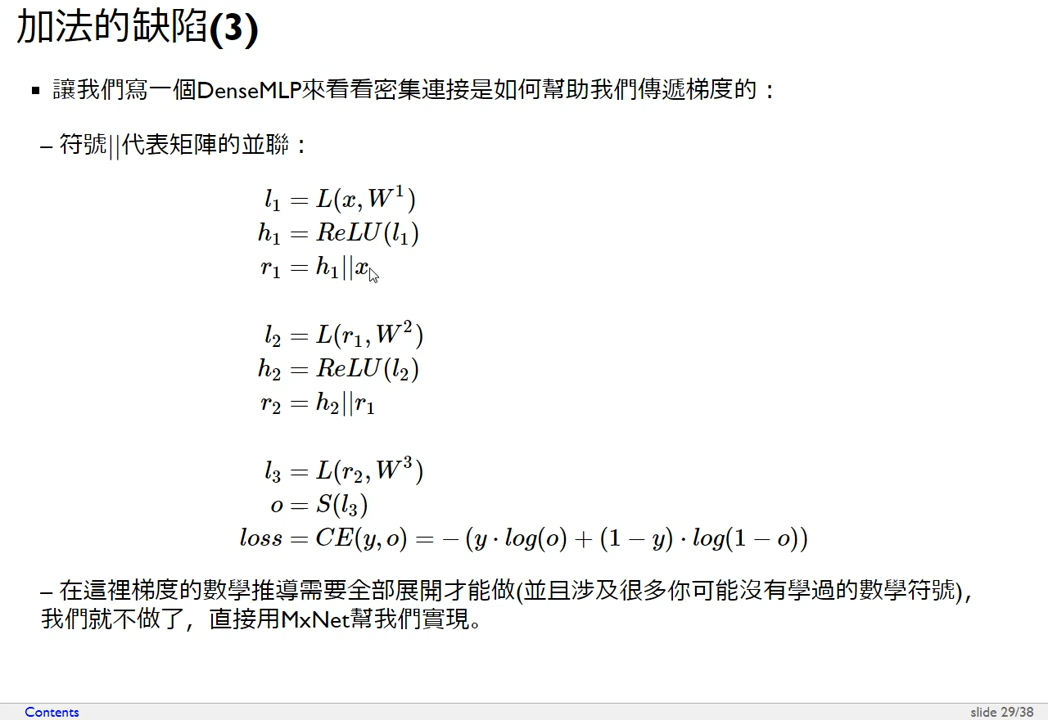 加法的缺陷(3)
▪ 讓我們寫一個DenseMLP來看看密集連接是如何幫助我們傳遞梯度的：
– 符號||代表矩陣的並聯：
l₁ = L(x, W¹)
h₁ = ReLU(l₁)
r₁ = h₁||x
l₂ = L(r₁, W²)
h₂ = ReLU(l₂)
r₂ = h₂||r₁
l₃ = L(r₂, W³)
o = S(l₃)
loss = CE(y, o) = −(y · log(o) + (1 − y) · log(1 − o))
– 在這裡梯度的數學推導需要全部展開才能做(並且涉及很多你可能沒有學過的數學符號)，
我們就不做了，直接用MxNet幫我們實現。
Contents
slide 29/38